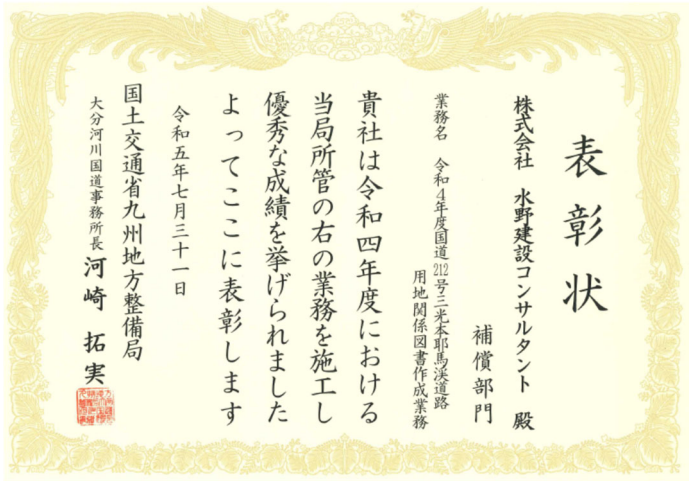 表彰状
株式会社 水野建設コンサルタント 殿
補償部門
業務名 令和4年度国道212号三光本耶馬渓道路
用地関係図書作成業務
貴社は令和四年度における
当局所管の右の業務を施工し
優秀な成績を挙げられました
よってここに表彰します
令和五年七月三十一日
国土交通省九州地方整備局
大分河川国道事務所長 河崎 拓実